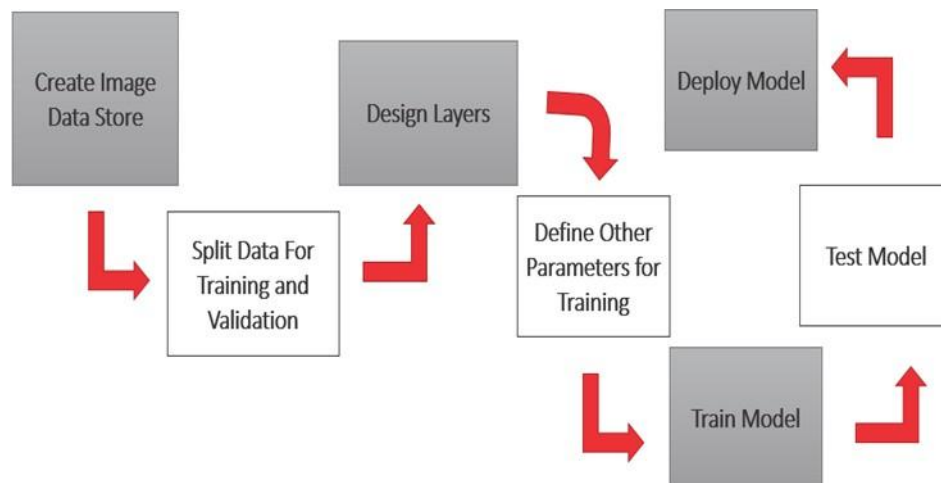 Create Image
Data Store
Split Data For
Training and
Validation
Design Layers
Define Other
Parameters for
Training
Train Model
Test Model
Deploy Model